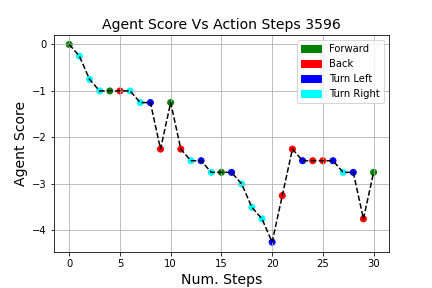 Agent Score Vs Action Steps 3596
Forward
Back
Turn Left
Turn Right
Agent Score
0
−1
−2
−3
−4
0 5 10 15 20 25 30
Num. Steps